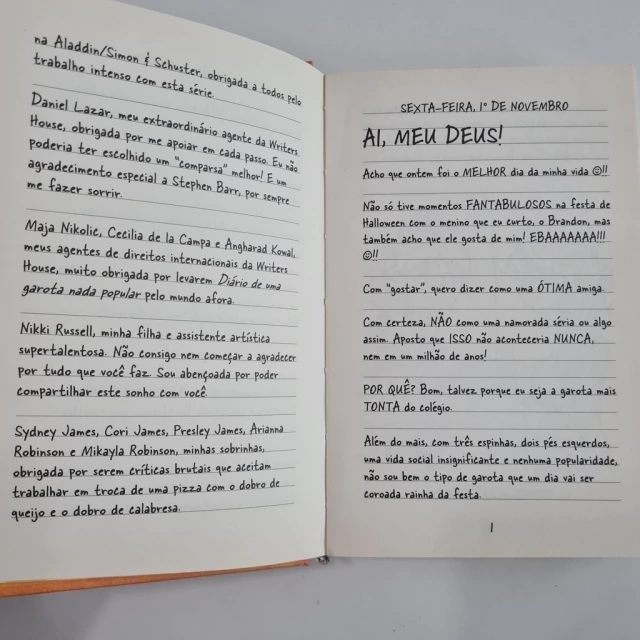 na Aladdin/Simon & Schuster, obrigada a todos pelo
trabalho intenso com esta série.
Daniel Lazar, meu extraordinário agente da Writers
House, obrigada por me apoiar em cada passo. Eu não
poderia ter escolhido um "comparsa" melhor! E um
agradecimento especial a Stephen Barr, por sempre
me fazer sorrir.
Maja Nikolic, Cecilia de la Campa e Angharad Kowal,
meus agentes de direitos internacionais da Writers
House, muito obrigada por levarem Diário de uma
garota nada popular pelo mundo afora.
Nikki Russell, minha filha e assistente artística
supertalentosa. Não consigo nem começar a agradecer
por tudo que você faz. Sou abençoada por poder
compartilhar este sonho com você.
Sydney James, Cori James, Presley James, Arianna
Robinson e Mikayla Robinson, minhas sobrinhas,
obrigada por serem críticas brutais que aceitam
trabalhar em troca de uma pizza com o dobro de
queijo e o dobro de calabresa.
SEXTA-FEIRA, 1º DE NOVEMBRO
AI, MEU DEUS!
Acho que ontem foi o MELHOR dia da minha vida ☺!!
Não só tive momentos FANTABULOSOS na festa de
Halloween com o menino que eu curto, o Brandon, mas
também acho que ele gosta de mim! EBAAAAAAA!!!
☺!!
Com "gostar", quero dizer como uma ÓTIMA amiga.
Com certeza, NÃO como uma namorada séria ou algo
assim. Aposto que ISSO não aconteceria NUNCA,
nem em um milhão de anos!
POR QUÊ? Bom, talvez porque eu seja a garota mais
TONTA do colégio.
Além do mais, com três espinhas, dois pés esquerdos,
uma vida social insignificante e nenhuma popularidade,
não sou bem o tipo de garota que um dia vai ser
coroada rainha da festa.
1